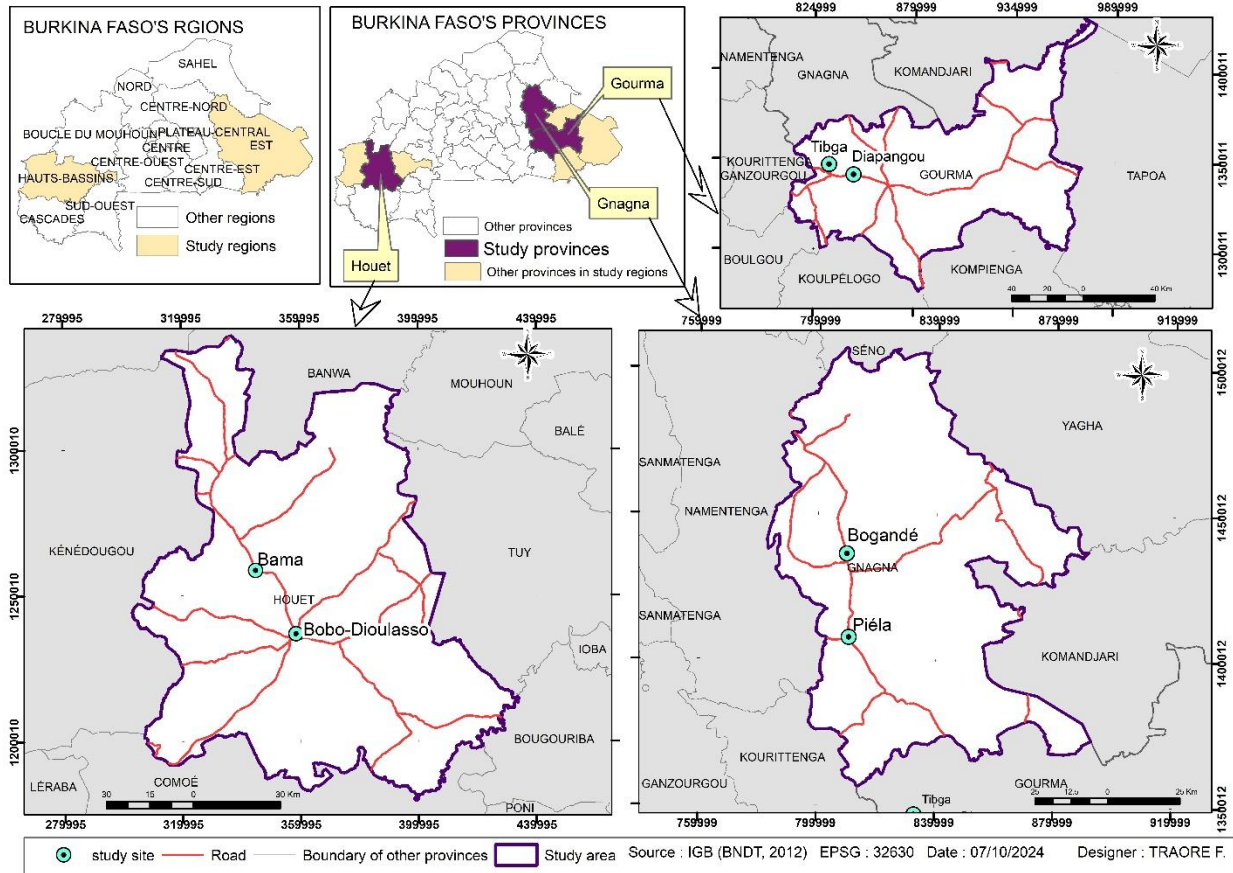 BURKINA FASO'S RGIONS
SAHEL
NORD
CENTRE-NORD
BOUCLE DU MOUHOUN
PLATEAU-CENTRAL
CENTRE
EST
CENTRE-OUEST
HAUTS-BASSINS
CENTRE-EST
CENTRE-SUD
SUD-OUEST
CASCADES
Other regions
Study regions
BURKINA FASO'S PROVINCES
Gourma
Gnagna
Houet
Other provinces
Study provinces
Other provinces in study regions
824999 879999 934999 989999
NAMENTENGA
GNAGNA
KOMANDJARI
1400011
Tibga
Diapangou
KOURITTENGA
GANZOURGOU
GOURMA
TAPOA
1350011
BOULGOU
KOULPÉLOGO
KOMPIENGA
1300011
40 20 0 40 Km
279995 319995 359995 399995 439995
BANWA
MOUHOUN
BALÉ
1300010
KÉNÉDOUGOU
Bama
TUY
HOUET
1250010
Bobo-Dioulasso
IOBA
BOUGOURIBA
1200010
LÉRABA
COMOÉ
PONI
30 15 0 30 Km
279995 319995 359995 399995 439995
759999 799999 839999 879999 919999
SÉNO
1500012
YAGHA
SANMATENGA
NAMENTENGA
1450012
Bogandé
GNAGNA
SANMATENGA
Piéla
KOMANDJARI
1400012
KOURITTENGA
GANZOURGOU
GOURMA
Tibga
25 12.5 0 25 Km
1350012
759999 799999 839999 879999 919999
study site Road Boundary of other provinces Study area Source : IGB (BNDT, 2012) EPSG : 32630 Date : 07/10/2024 Designer : TRAORE F.